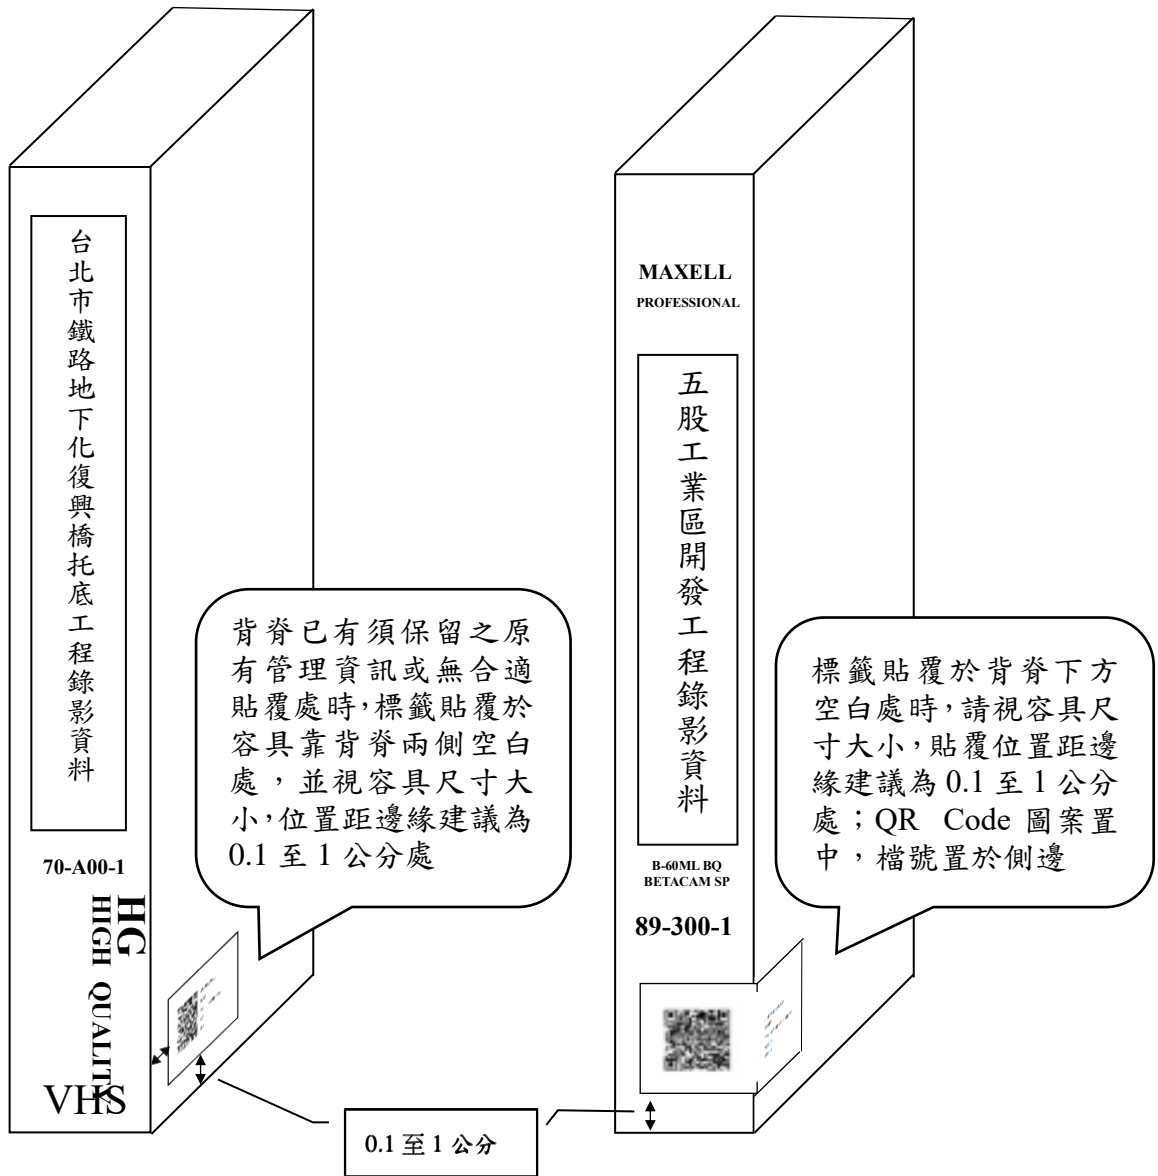 台北市鐵路地下化復興橋托底工程錄影資料
70-A00-1
HG
HIGH QUALITY
VHS
背脊已有須保留之原
有管理資訊或無合適
貼覆處時,標籤貼覆於
容具靠背脊兩側空白
處,並視容具尺寸大
小,位置距邊緣建議為
0.1 至 1 公分處
MAXELL
PROFESSIONAL
五股工業區開發工程錄影資料
B-60ML BQ
BETACAM SP
89-300-1
標籤貼覆於背脊下方
空白處時,請視容具尺
寸大小,貼覆位置距邊
緣建議為 0.1 至 1 公分
處;QR Code 圖案置
中,檔號置於側邊
0.1 至 1 公分